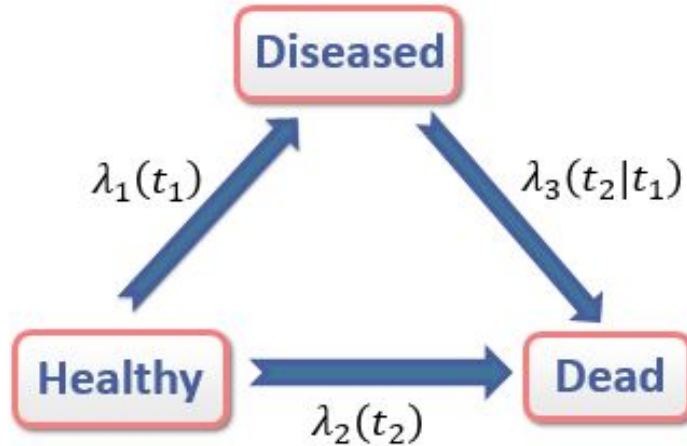 Diseased
λ₁(t₁)
λ₃(t₂|t₁)
Healthy
Dead
λ₂(t₂)